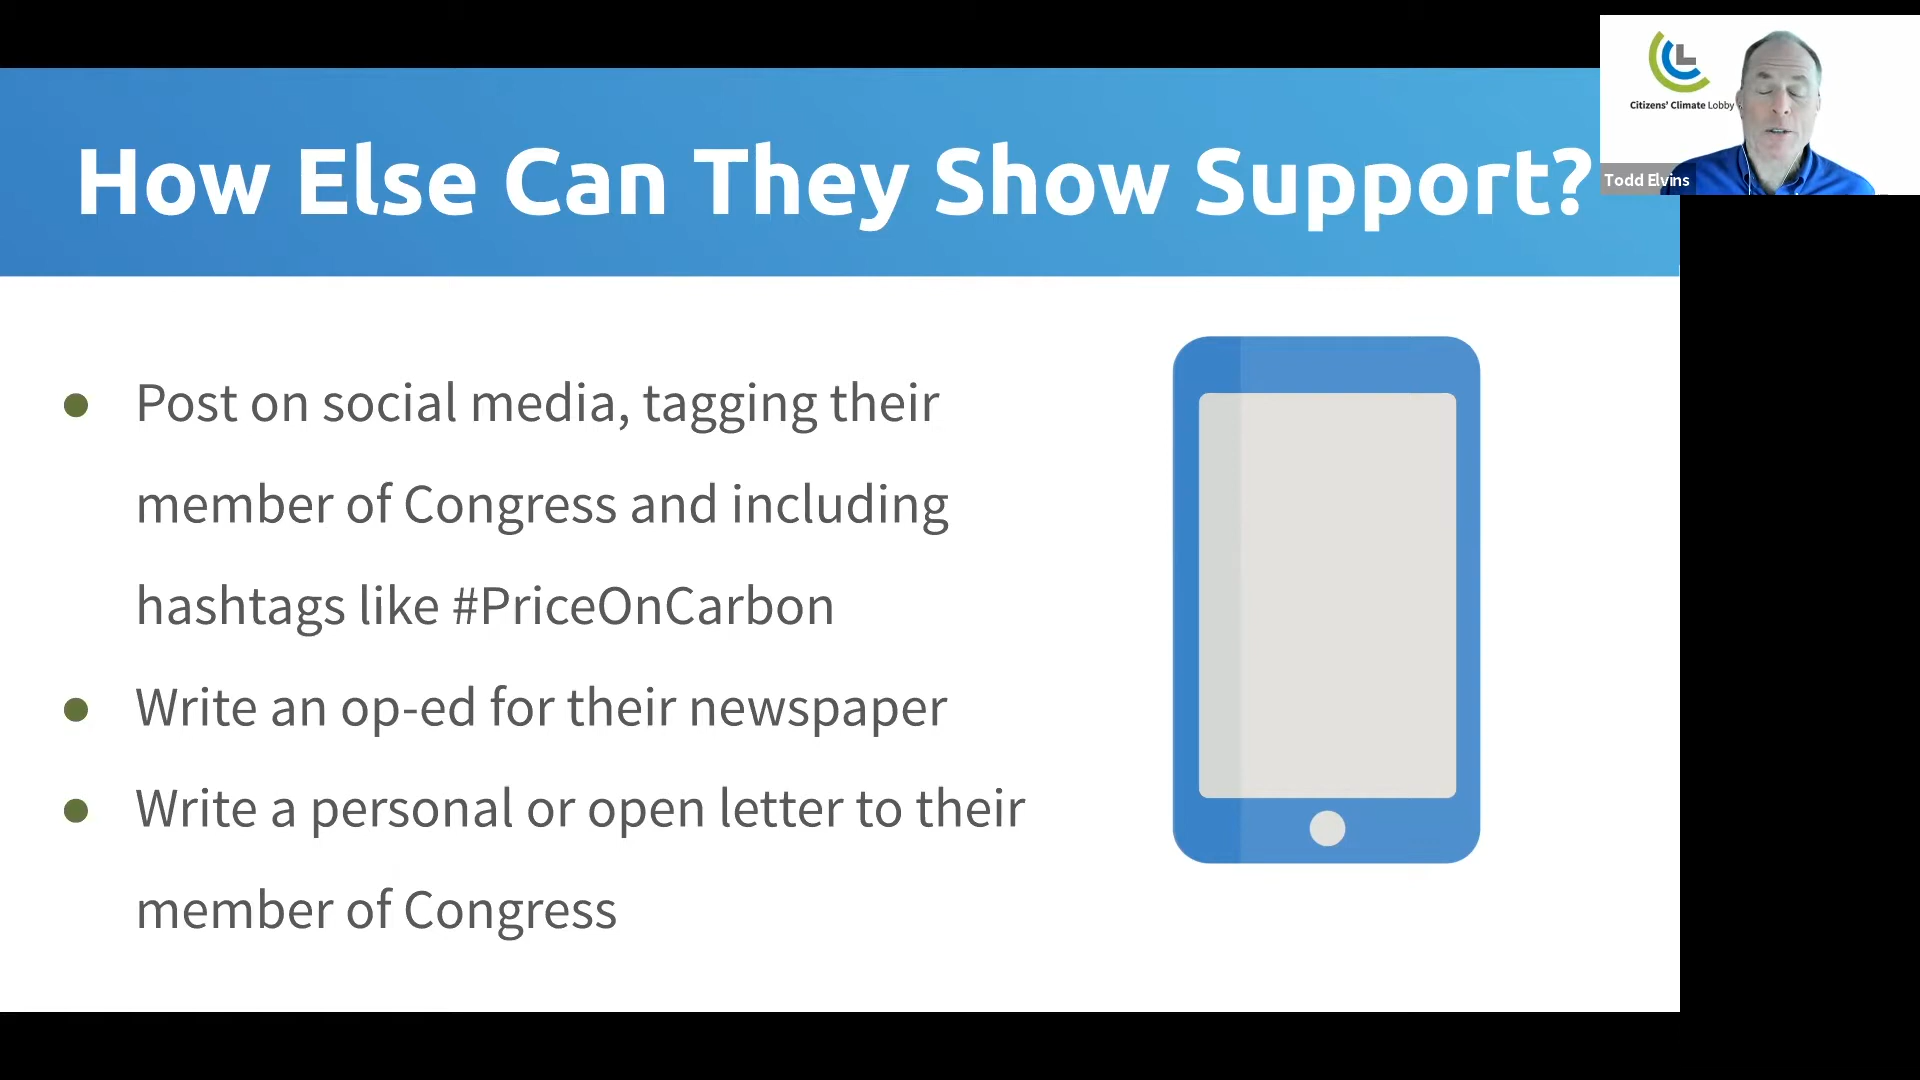 How Else Can They Show Support?
Citizens' Climate Lobby
Todd Elvins
● Post on social media, tagging their
member of Congress and including
hashtags like #PriceOnCarbon
● Write an op-ed for their newspaper
● Write a personal or open letter to their
member of Congress